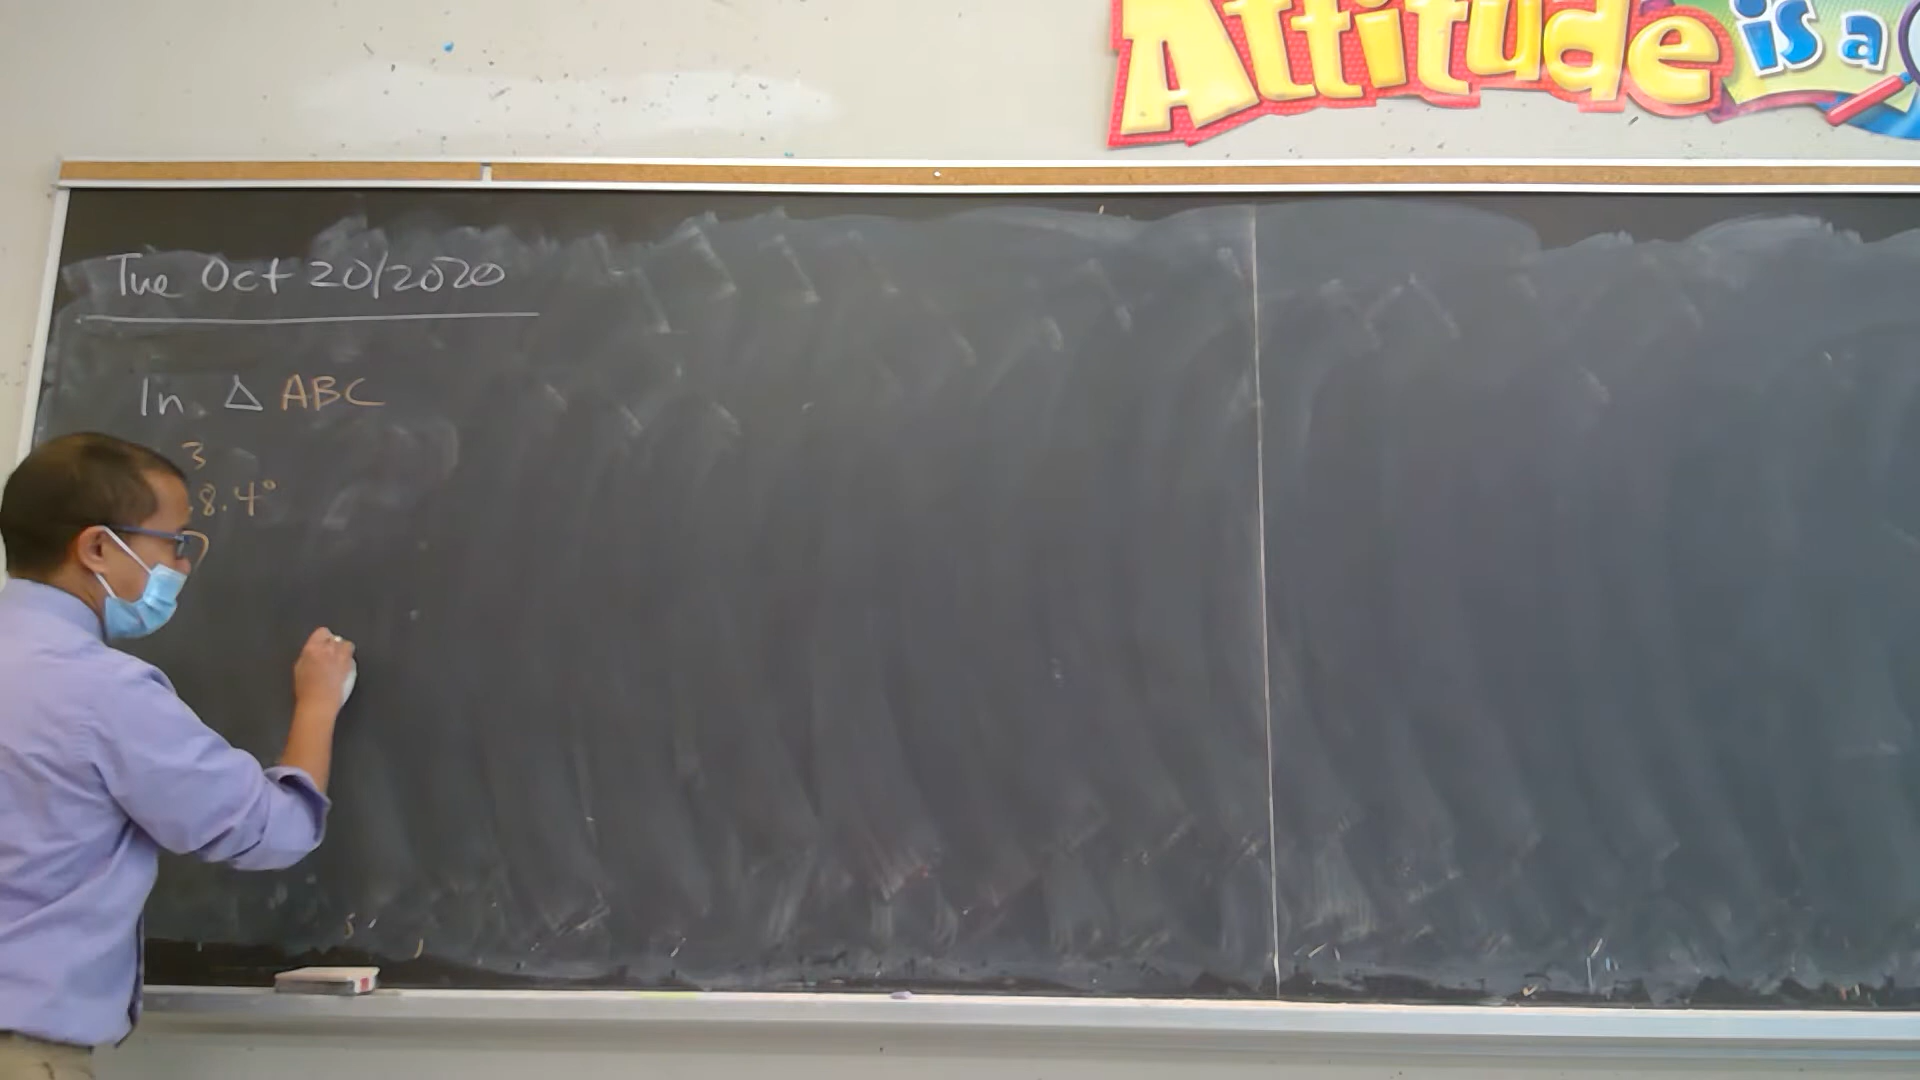 Attitude is a
Tue Oct 20/2020
In △ ABC
3
.8.4°